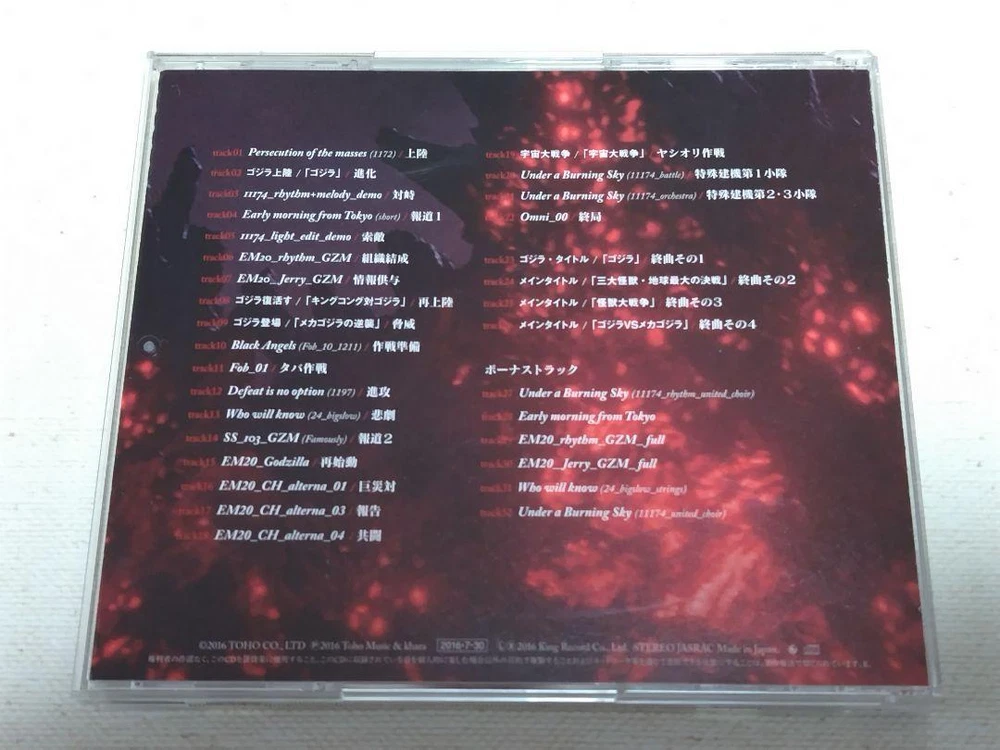 track01 Persecution of the masses (1172) / 上陸
track02 ゴジラ上陸 / 「ゴジラ」 / 進化
track03 11174_rhythm+melody_demo / 対峙
track04 Early morning from Tokyo (short) / 報道1
track05 11174_light_edit_demo / 索敵
track06 EM20_rhythm_GZM / 組織結成
track07 EM20_Jerry_GZM / 情報供与
track08 ゴジラ復活す / 「キングコング対ゴジラ」 / 再上陸
track09 ゴジラ登場 / 「メカゴジラの逆襲」 / 脅威
track10 Black Angels (Fob_10_1211) / 作戦準備
track11 Fob_01 / タバ作戦
track12 Defeat is no option (1197) / 進攻
track13 Who will know (24_bigslow) / 悲劇
track14 SS_103_GZM (Famously) / 報道2
track15 EM20_Godzilla / 再始動
track16 EM20_CH_alterna_01 / 巨災対
track17 EM20_CH_alterna_03 / 報告
track18 EM20_CH_alterna_04 / 共闘
track19 宇宙大戦争 / 「宇宙大戦争」 ヤシオリ作戦
track20 Under a Burning Sky (11174_battle) / 特殊建機第1小隊
track21 Under a Burning Sky (11174_orchestra) / 特殊建機第2・3小隊
track22 Omni_00 / 終局
track23 ゴジラ・タイトル / 「ゴジラ」 終曲その1
track24 メインタイトル / 「三大怪獣・地球最大の決戦」 / 終曲その2
track25 メインタイトル / 「怪獣大戦争」 / 終曲その3
track26 メインタイトル / 「ゴジラVSメカゴジラ」 終曲その4
ボーナストラック
track27 Under a Burning Sky (11174_rhythm_united_choir)
track28 Early morning from Tokyo
track29 EM20_rhythm_GZM_full
track30 EM20_Jerry_GZM_full
track31 Who will know (24_bigslow_strings)
track32 Under a Burning Sky (11174_united_choir)
©2016 TOHO CO., LTD ℗2016 Toho Music & khara 2016・7・30 Ⓒ Ⓡ 2016 King Record Co., Ltd. STEREO JASRAC Made in Japan.